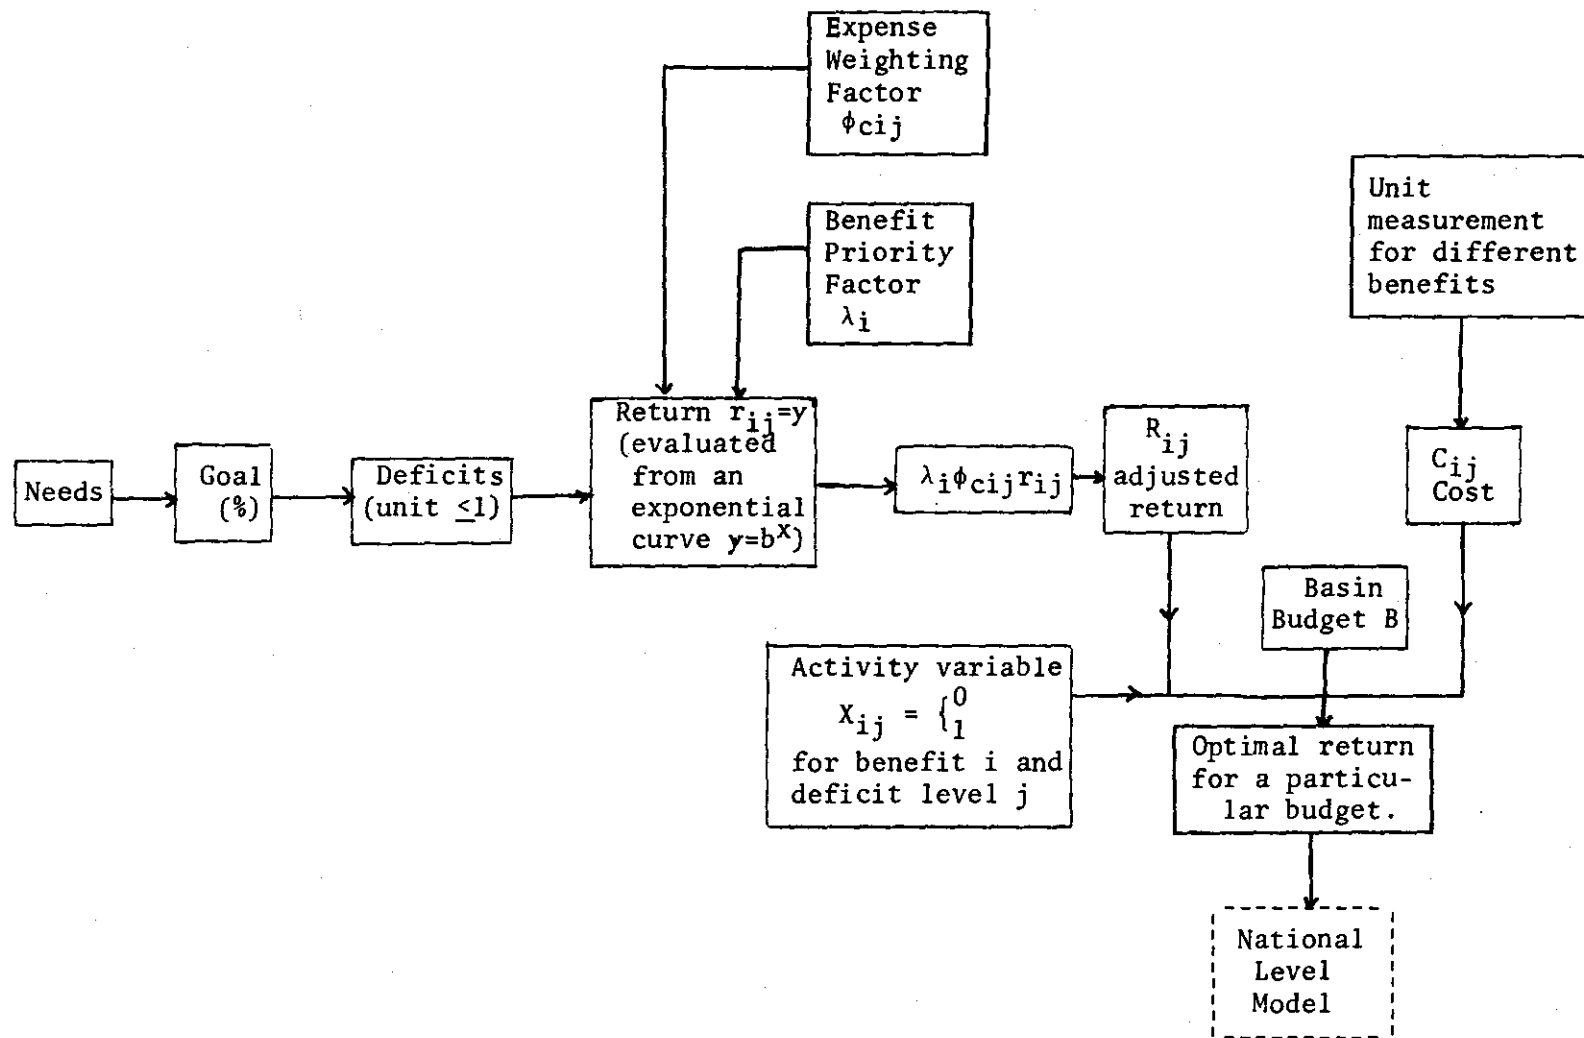 Expense
Weighting
Factor
ϕcij
Benefit
Priority
Factor
λi
Unit
measurement
for different
benefits
Needs
Goal
(%)
Deficits
(unit ≤1)
Return rij=y
(evaluated
from an
exponential
curve y=b^x)
λiϕcijrij
Rij
adjusted
return
Cij
Cost
Basin
Budget B
Activity variable
Xij = {0
1
for benefit i and
deficit level j
Optimal return
for a particu-
lar budget.
National
Level
Model